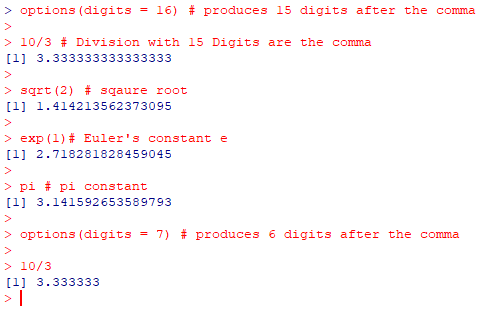 > options(digits = 16) # produces 15 digits after the comma
>
> 10/3 # Division with 15 Digits are the comma
[1] 3.333333333333333
>
> sqrt(2) # sqaure root
[1] 1.414213562373095
>
> exp(1)# Euler's constant e
[1] 2.718281828459045
>
> pi # pi constant
[1] 3.141592653589793
>
> options(digits = 7) # produces 6 digits after the comma
>
> 10/3
[1] 3.333333
>